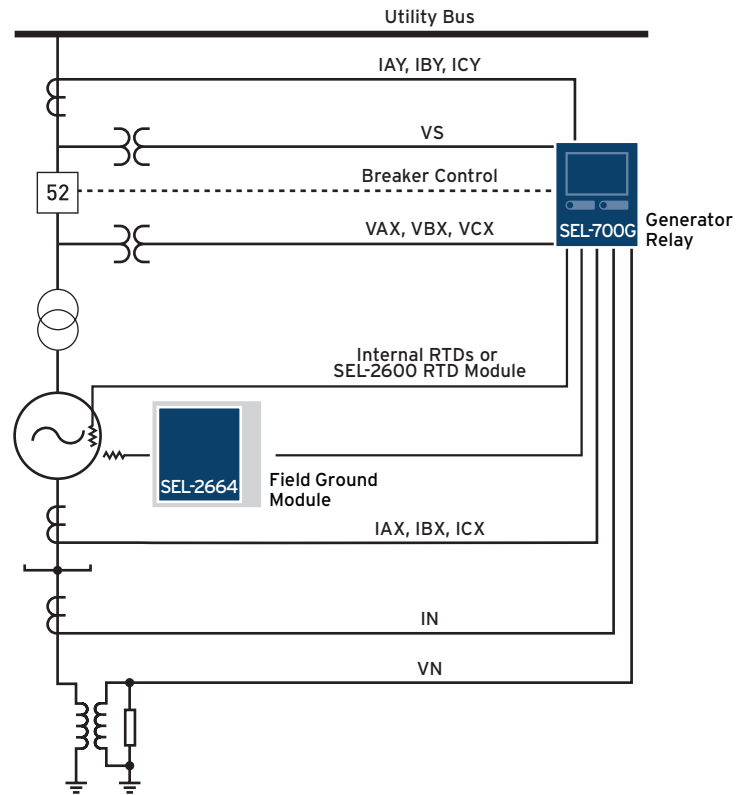 Utility Bus
IAY, IBY, ICY
VS
52
Breaker Control
VAX, VBX, VCX
SEL-700G
Generator
Relay
Internal RTDs or
SEL-2600 RTD Module
SEL-2664
Field Ground
Module
IAX, IBX, ICX
IN
VN